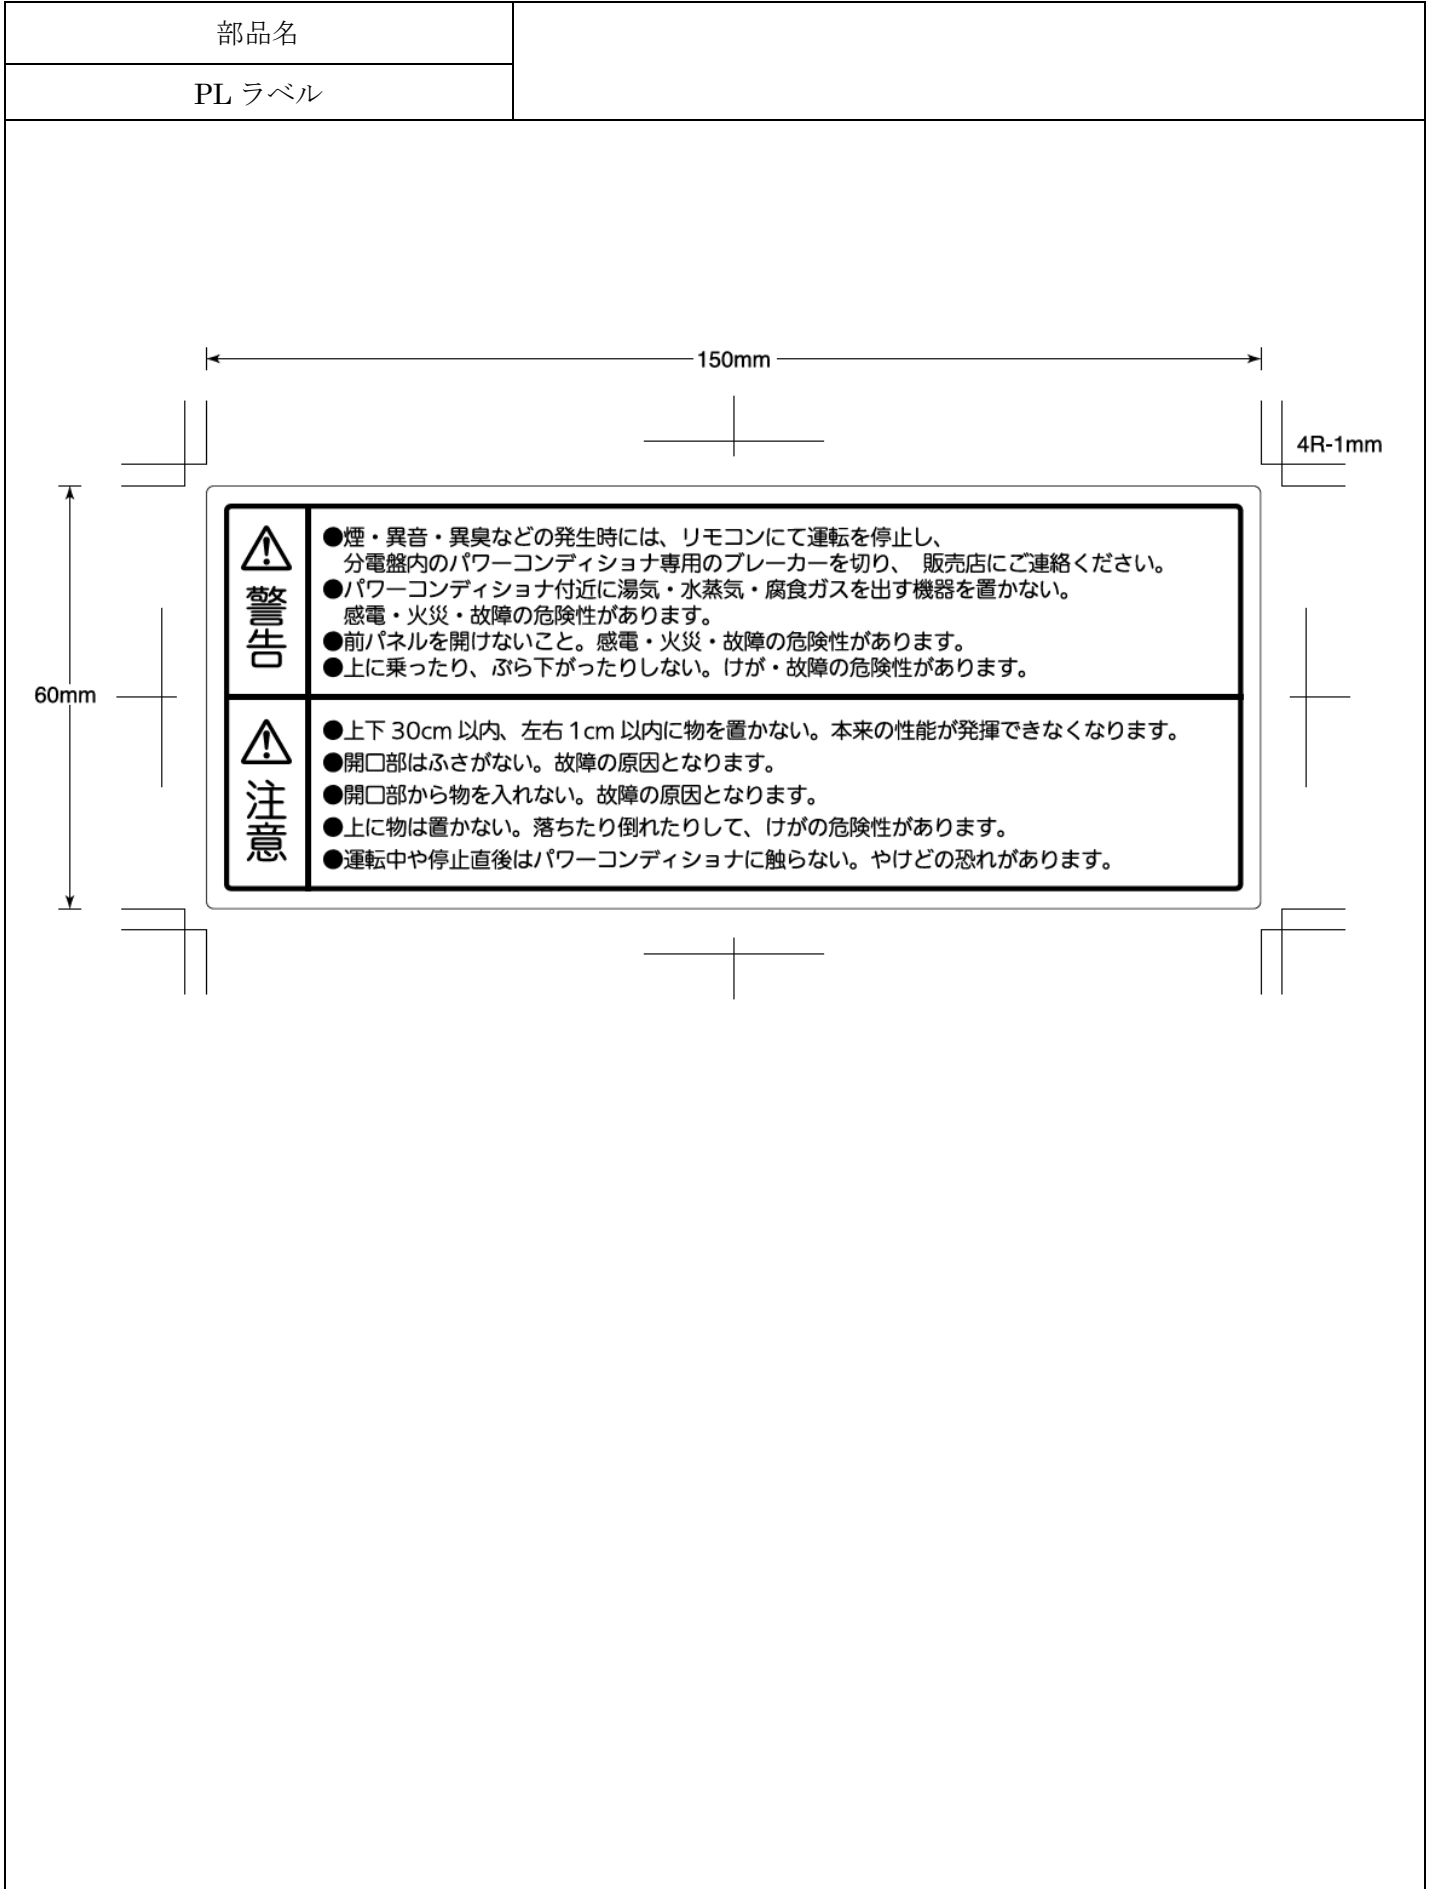 部品名
PL ラベル
150mm
4R-1mm
60mm
警告
●煙・異音・異臭などの発生時には、リモコンにて運転を停止し、
分電盤内のパワーコンディショナ専用のブレーカーを切り、 販売店にご連絡ください。
●パワーコンディショナ付近に湯気・水蒸気・腐食ガスを出す機器を置かない。
感電・火災・故障の危険性があります。
●前パネルを開けないこと。感電・火災・故障の危険性があります。
●上に乗ったり、ぶら下がったりしない。けが・故障の危険性があります。
注意
●上下 30cm 以内、左右 1cm 以内に物を置かない。本来の性能が発揮できなくなります。
●開口部はふさがない。故障の原因となります。
●開口部から物を入れない。故障の原因となります。
●上に物は置かない。落ちたり倒れたりして、けがの危険性があります。
●運転中や停止直後はパワーコンディショナに触らない。やけどの恐れがあります。